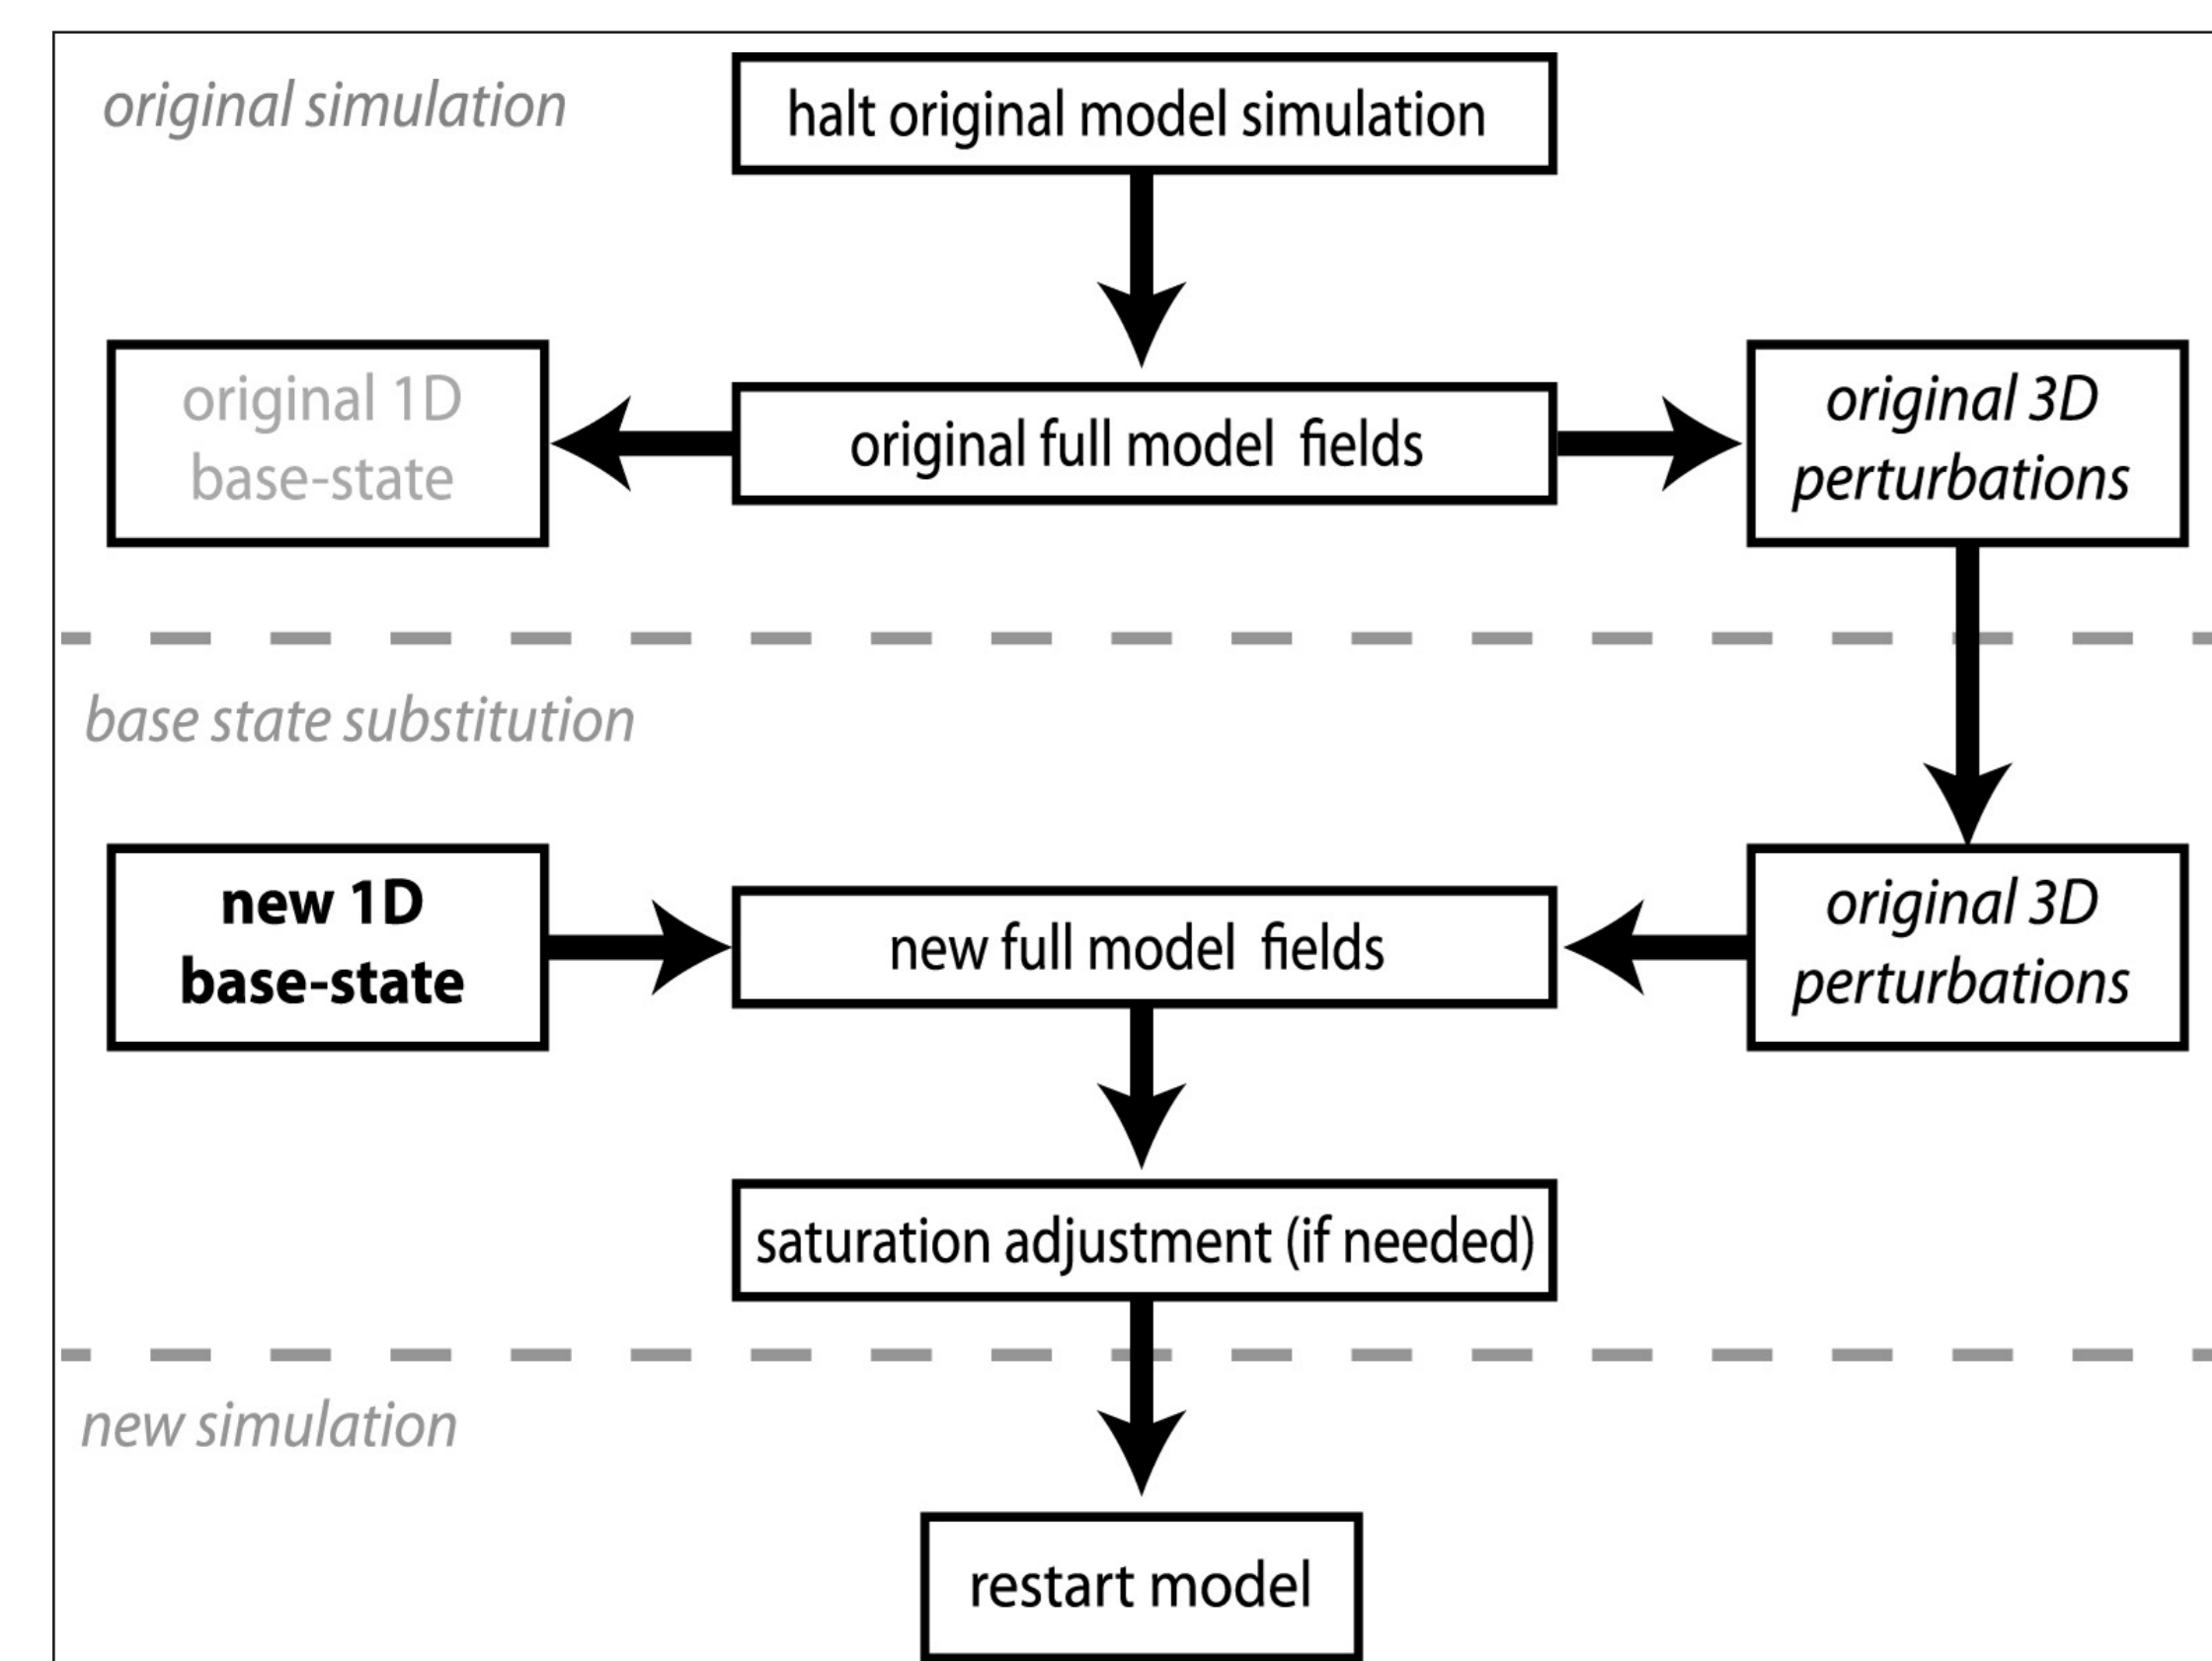 original simulation
halt original model simulation
original 1D
base-state
original full model fields
original 3D
perturbations
base state substitution
new 1D
base-state
new full model fields
original 3D
perturbations
saturation adjustment (if needed)
new simulation
restart model